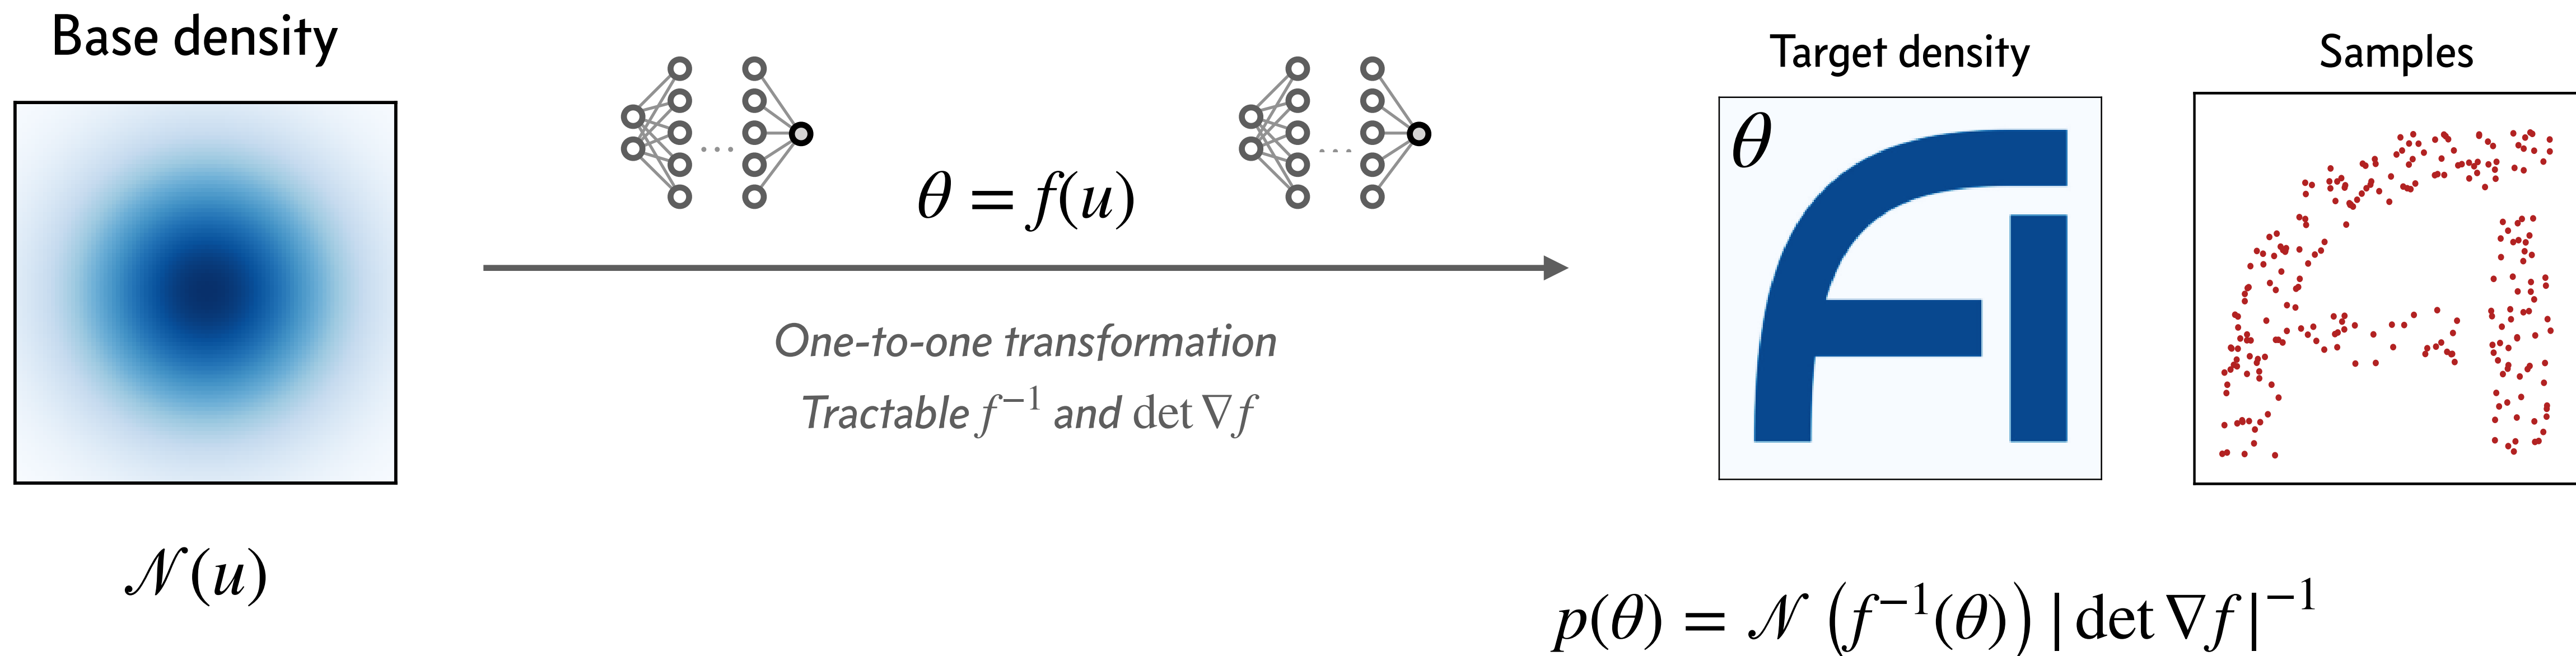 Base density
𝒩(u)
θ = f(u)
One-to-one transformation
Tractable f⁻¹ and det ∇f
Target density
θ
Samples
p(θ) = 𝒩 (f⁻¹(θ)) | det ∇f |⁻¹